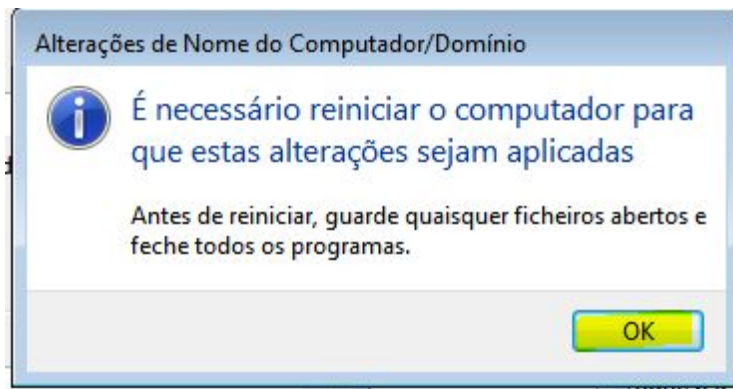 Alterações de Nome do Computador/Domínio
É necessário reiniciar o computador para
que estas alterações sejam aplicadas
Antes de reiniciar, guarde quaisquer ficheiros abertos e
feche todos os programas.
OK